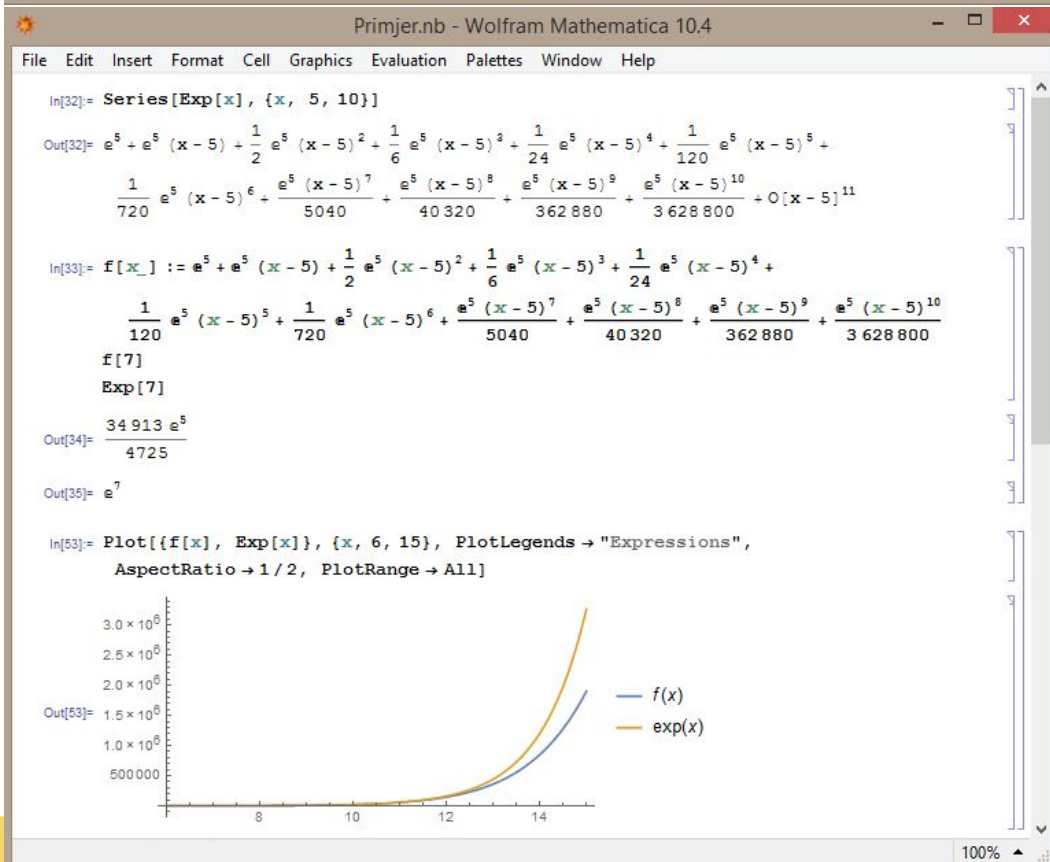 Primjer.nb - Wolfram Mathematica 10.4
File Edit Insert Format Cell Graphics Evaluation Palettes Window Help
In[32]:= Series[Exp[x], {x, 5, 10}]
Out[32]= e^5 + e^5 (x - 5) + 1/2 e^5 (x - 5)^2 + 1/6 e^5 (x - 5)^3 + 1/24 e^5 (x - 5)^4 + 1/120 e^5 (x - 5)^5 +
1/720 e^5 (x - 5)^6 + e^5 (x - 5)^7/5040 + e^5 (x - 5)^8/40 320 + e^5 (x - 5)^9/362 880 + e^5 (x - 5)^10/3 628 800 + O[x - 5]^11
In[33]:= f[x_] := e^5 + e^5 (x - 5) + 1/2 e^5 (x - 5)^2 + 1/6 e^5 (x - 5)^3 + 1/24 e^5 (x - 5)^4 +
1/120 e^5 (x - 5)^5 + 1/720 e^5 (x - 5)^6 + e^5 (x - 5)^7/5040 + e^5 (x - 5)^8/40 320 + e^5 (x - 5)^9/362 880 + e^5 (x - 5)^10/3 628 800
f[7]
Exp[7]
Out[34]= 34 913 e^5/4725
Out[35]= e^7
In[53]:= Plot[{f[x], Exp[x]}, {x, 6, 15}, PlotLegends → "Expressions",
AspectRatio → 1/2, PlotRange → All]
3.0 × 10^6
2.5 × 10^6
2.0 × 10^6
Out[53]= 1.5 × 10^6
1.0 × 10^6
500 000
8 10 12 14
f(x)
exp(x)
100%